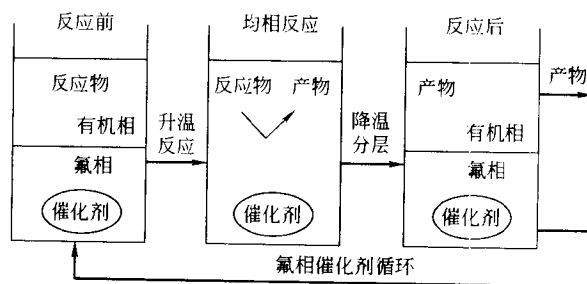 反应前
反应物
有机相
氟相
催化剂
升温
反应
均相反应
反应物 产物
催化剂
降温
分层
反应后
产物
有机相
氟相
催化剂
产物
氟相催化剂循环